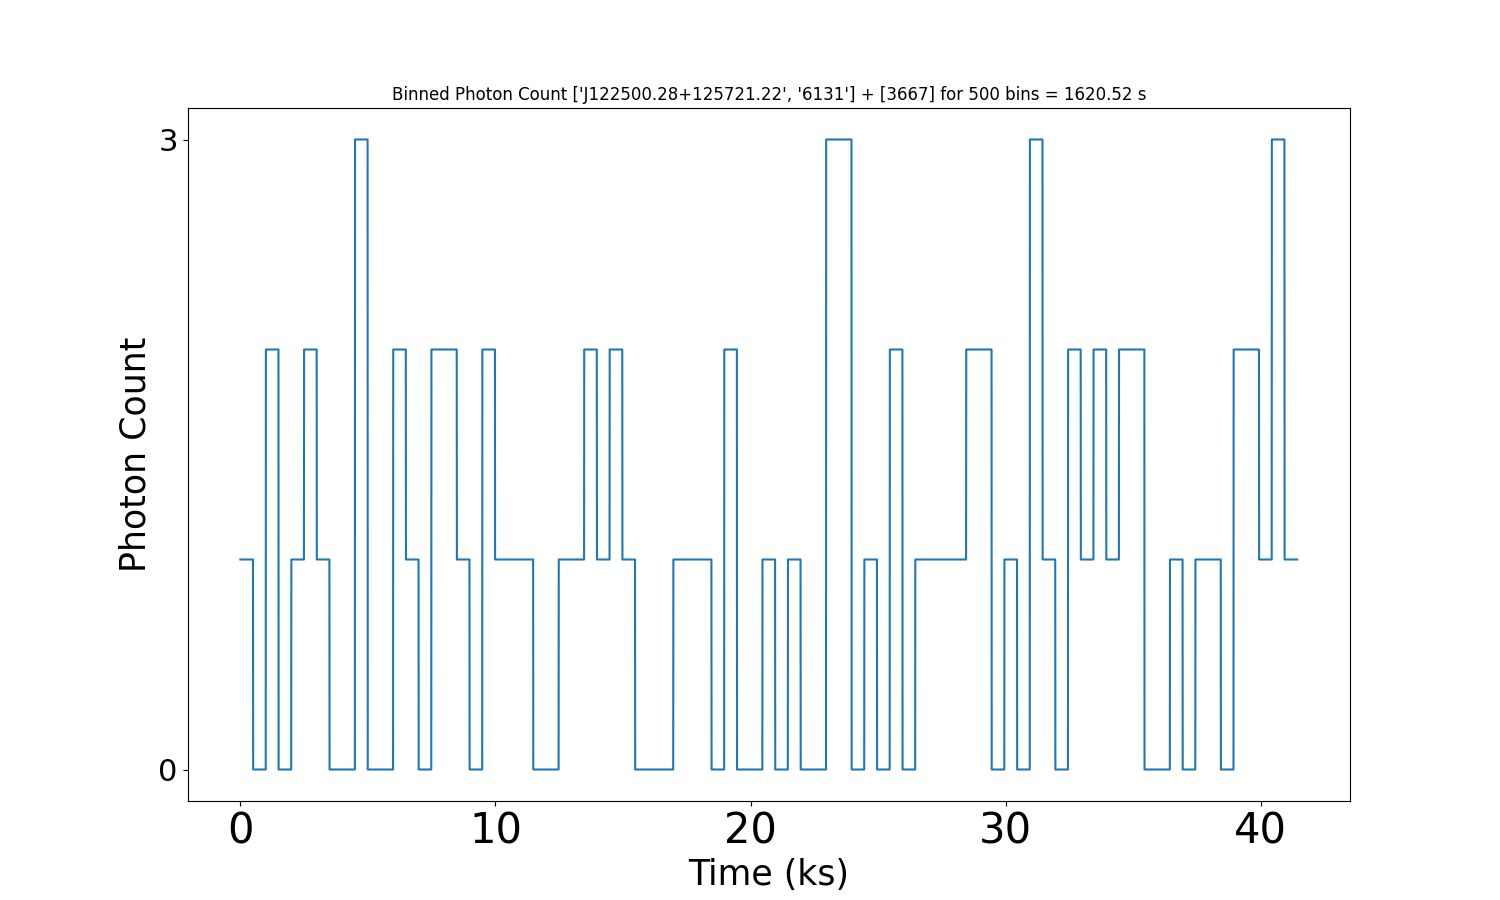 Binned Photon Count ['J122500.28+125721.22', '6131'] + [3667] for 500 bins = 1620.52 s
3
0
Photon Count
0 10 20 30 40
Time (ks)